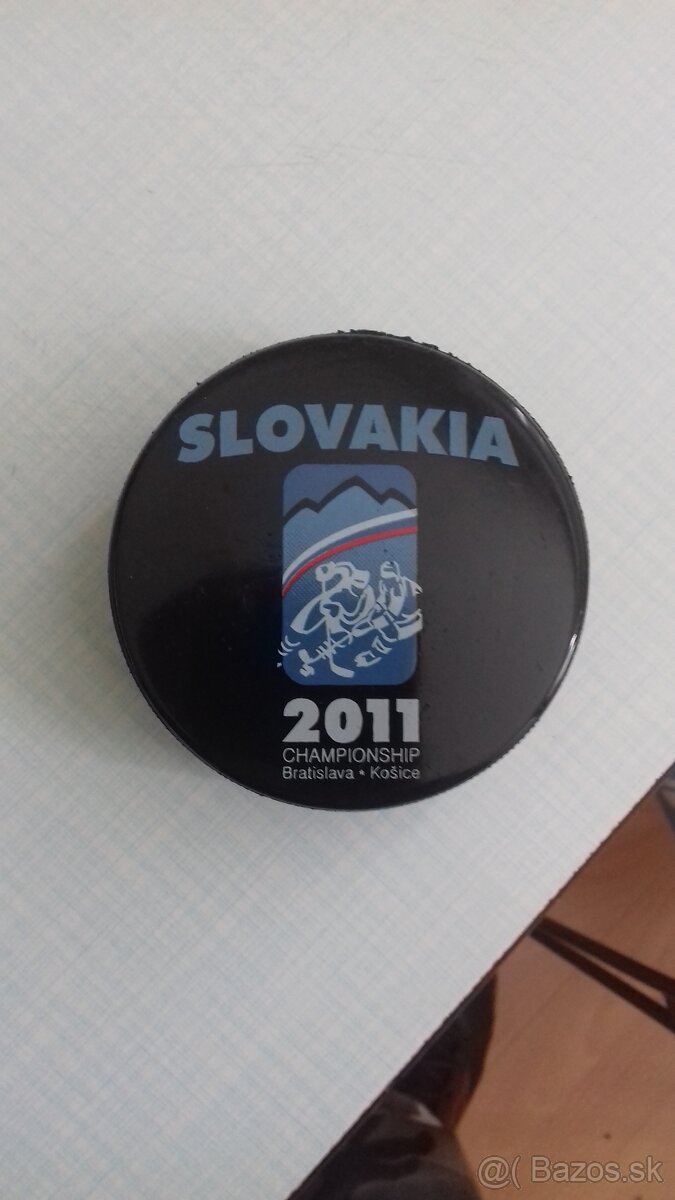 SLOVAKIA
2011
CHAMPIONSHIP
Bratislava • Košice
@( Bazos.sk